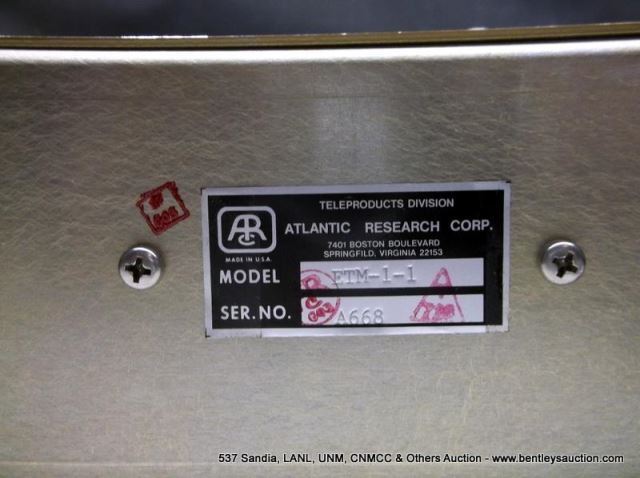 TELEPRODUCTS DIVISION
ATLANTIC RESEARCH CORP.
7401 BOSTON BOULEVARD
SPRINGFILD, VIRGINIA 22153
ARC
MADE IN U.S.A.
MODEL ETM-1-1
SER.NO. A668
537 Sandia, LANL, UNM, CNMCC & Others Auction - www.bentleysauction.com